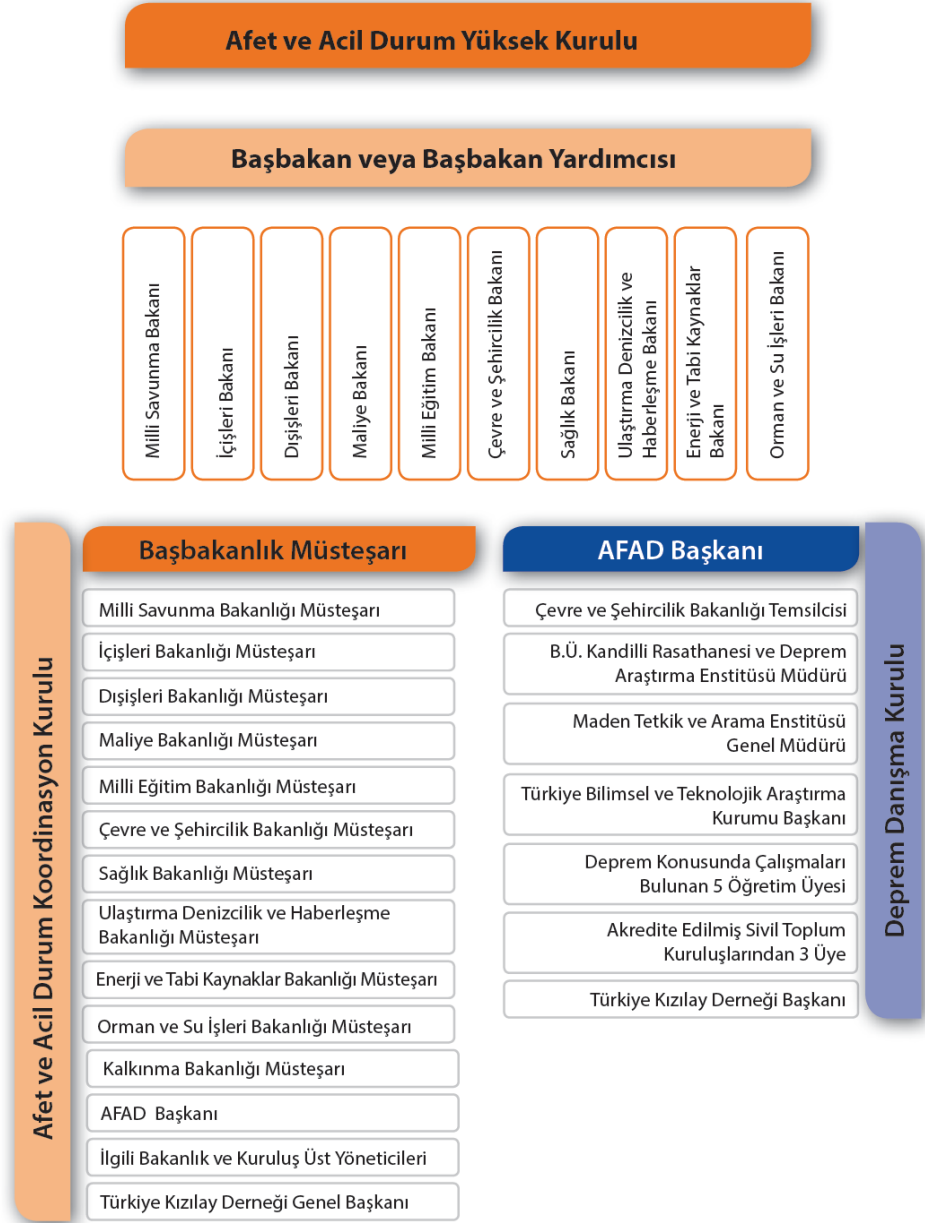 Afet ve Acil Durum Yüksek Kurulu
Başbakan veya Başbakan Yardımcısı
Milli Savunma Bakanı
İçişleri Bakanı
Dışişleri Bakanı
Maliye Bakanı
Milli Eğitim Bakanı
Çevre ve Şehircilik Bakanı
Sağlık Bakanı
Ulaştırma Denizcilik ve
Haberleşme Bakanı
Enerji ve Tabi Kaynaklar
Bakanı
Orman ve Su İşleri Bakanı
Afet ve Acil Durum Koordinasyon Kurulu
Başbakanlık Müsteşarı
Milli Savunma Bakanlığı Müsteşarı
İçişleri Bakanlığı Müsteşarı
Dışişleri Bakanlığı Müsteşarı
Maliye Bakanlığı Müsteşarı
Milli Eğitim Bakanlığı Müsteşarı
Çevre ve Şehircilik Bakanlığı Müsteşarı
Sağlık Bakanlığı Müsteşarı
Ulaştırma Denizcilik ve Haberleşme
Bakanlığı Müsteşarı
Enerji ve Tabi Kaynaklar Bakanlığı Müsteşarı
Orman ve Su İşleri Bakanlığı Müsteşarı
Kalkınma Bakanlığı Müsteşarı
AFAD Başkanı
İlgili Bakanlık ve Kuruluş Üst Yöneticileri
Türkiye Kızılay Derneği Genel Başkanı
AFAD Başkanı
Çevre ve Şehircilik Bakanlığı Temsilcisi
B.Ü. Kandilli Rasathanesi ve Deprem
Araştırma Enstitüsü Müdürü
Maden Tetkik ve Arama Enstitüsü
Genel Müdürü
Türkiye Bilimsel ve Teknolojik Araştırma
Kurumu Başkanı
Deprem Konusunda Çalışmaları
Bulunan 5 Öğretim Üyesi
Akredite Edilmiş Sivil Toplum
Kuruluşlarından 3 Üye
Türkiye Kızılay Derneği Başkanı
Deprem Danışma Kurulu